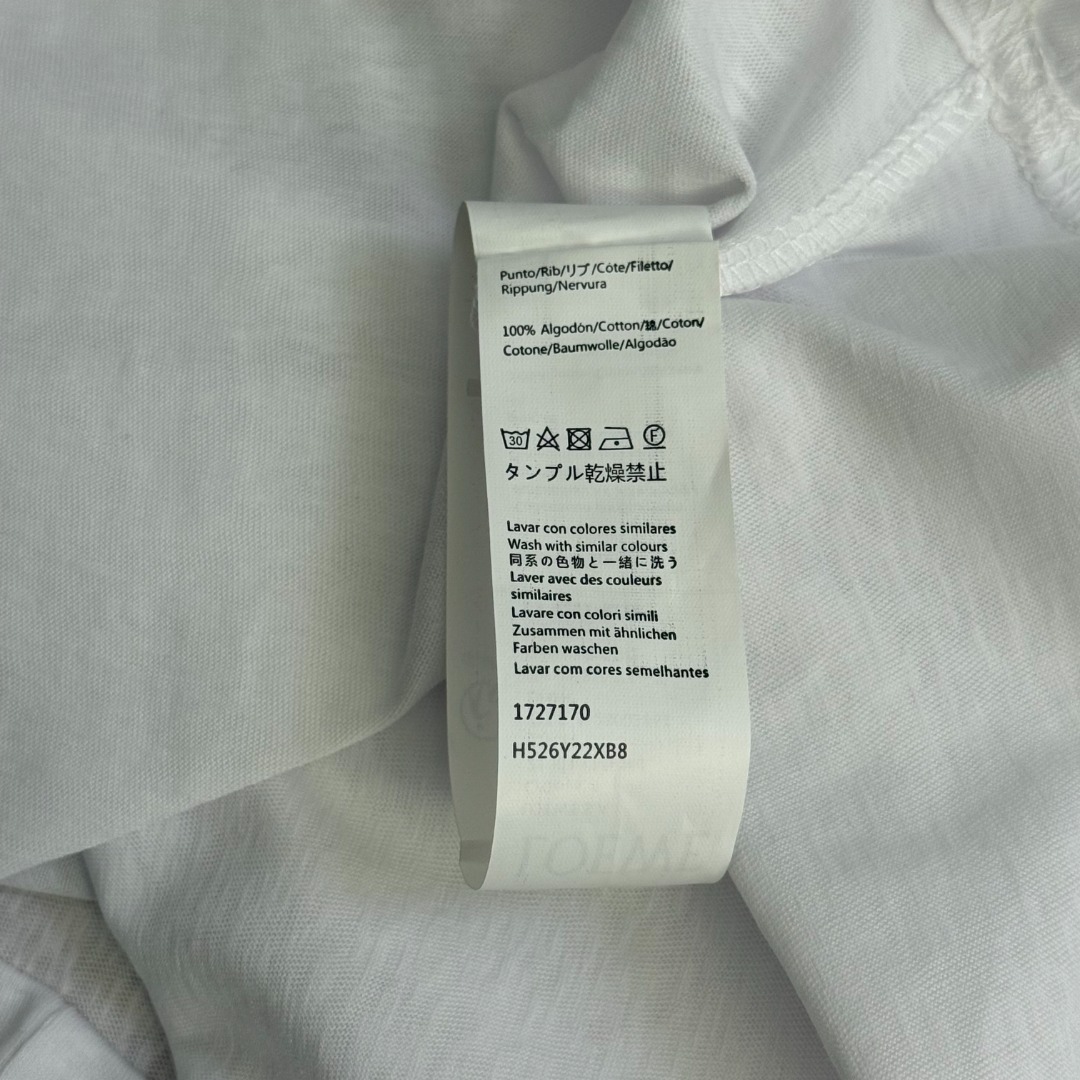 Punto/Rib/リブ/Côte/Filetto/
Rippung/Nervura
100% Algodón/Cotton/綿/Coton/
Cotone/Baumwolle/Algodão
30
F
タンブル乾燥禁止
Lavar con colores similares
Wash with similar colours
同系の色物と一緒に洗う
Laver avec des couleurs
similaires
Lavare con colori simili
Zusammen mit ähnlichen
Farben waschen
Lavar com cores semelhantes
1727170
H526Y22XB8